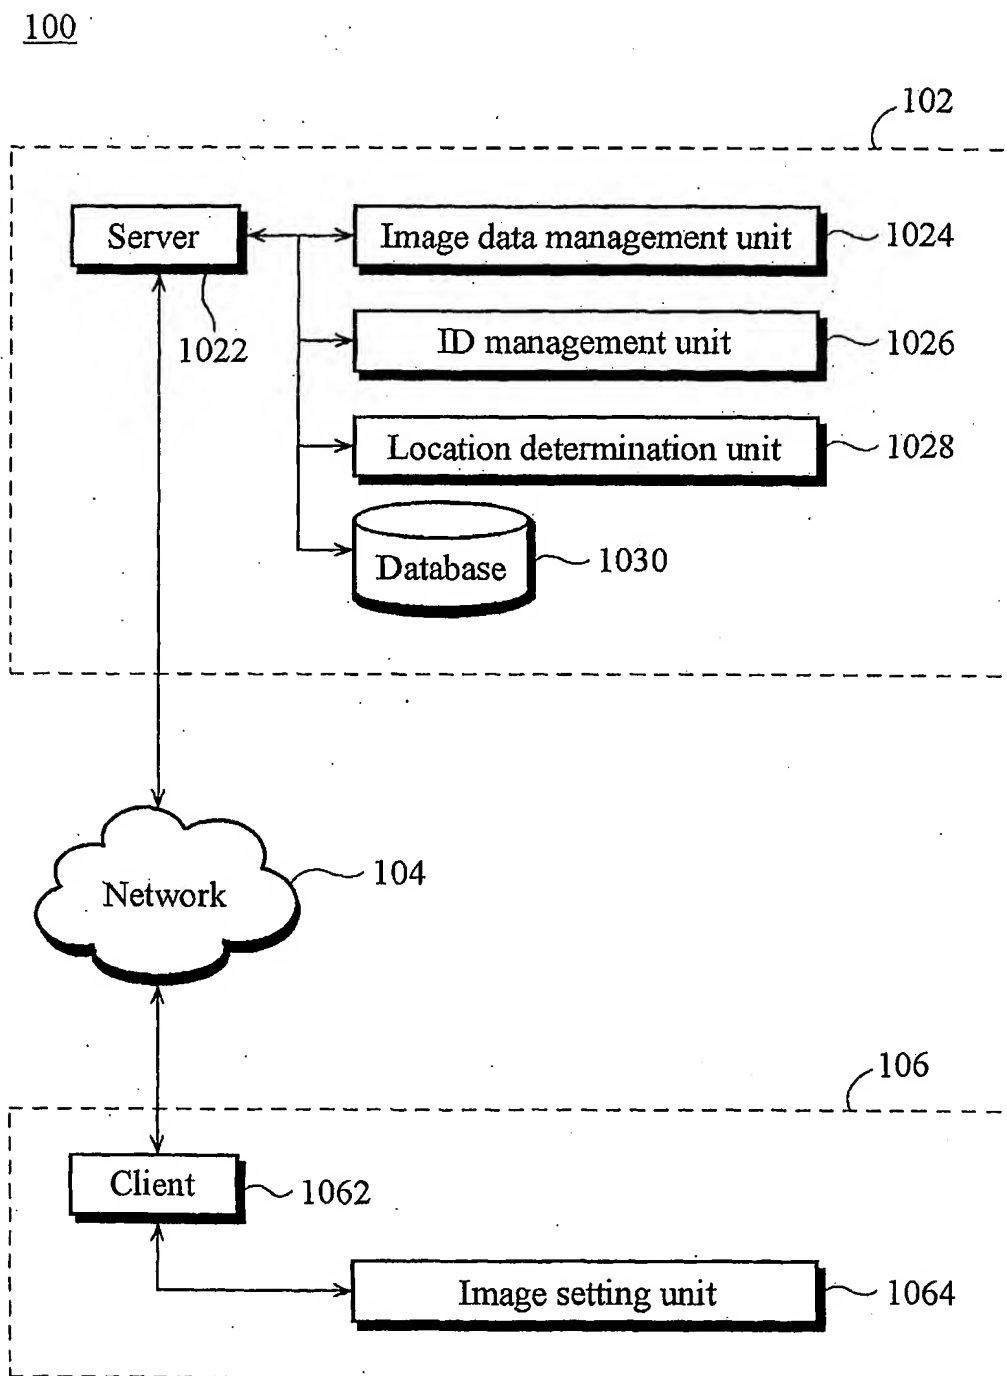 100
102
Server
Image data management unit
1024
1022
ID management unit
1026
Location determination unit
1028
Database
1030
Network
104
106
Client
1062
Image setting unit
1064